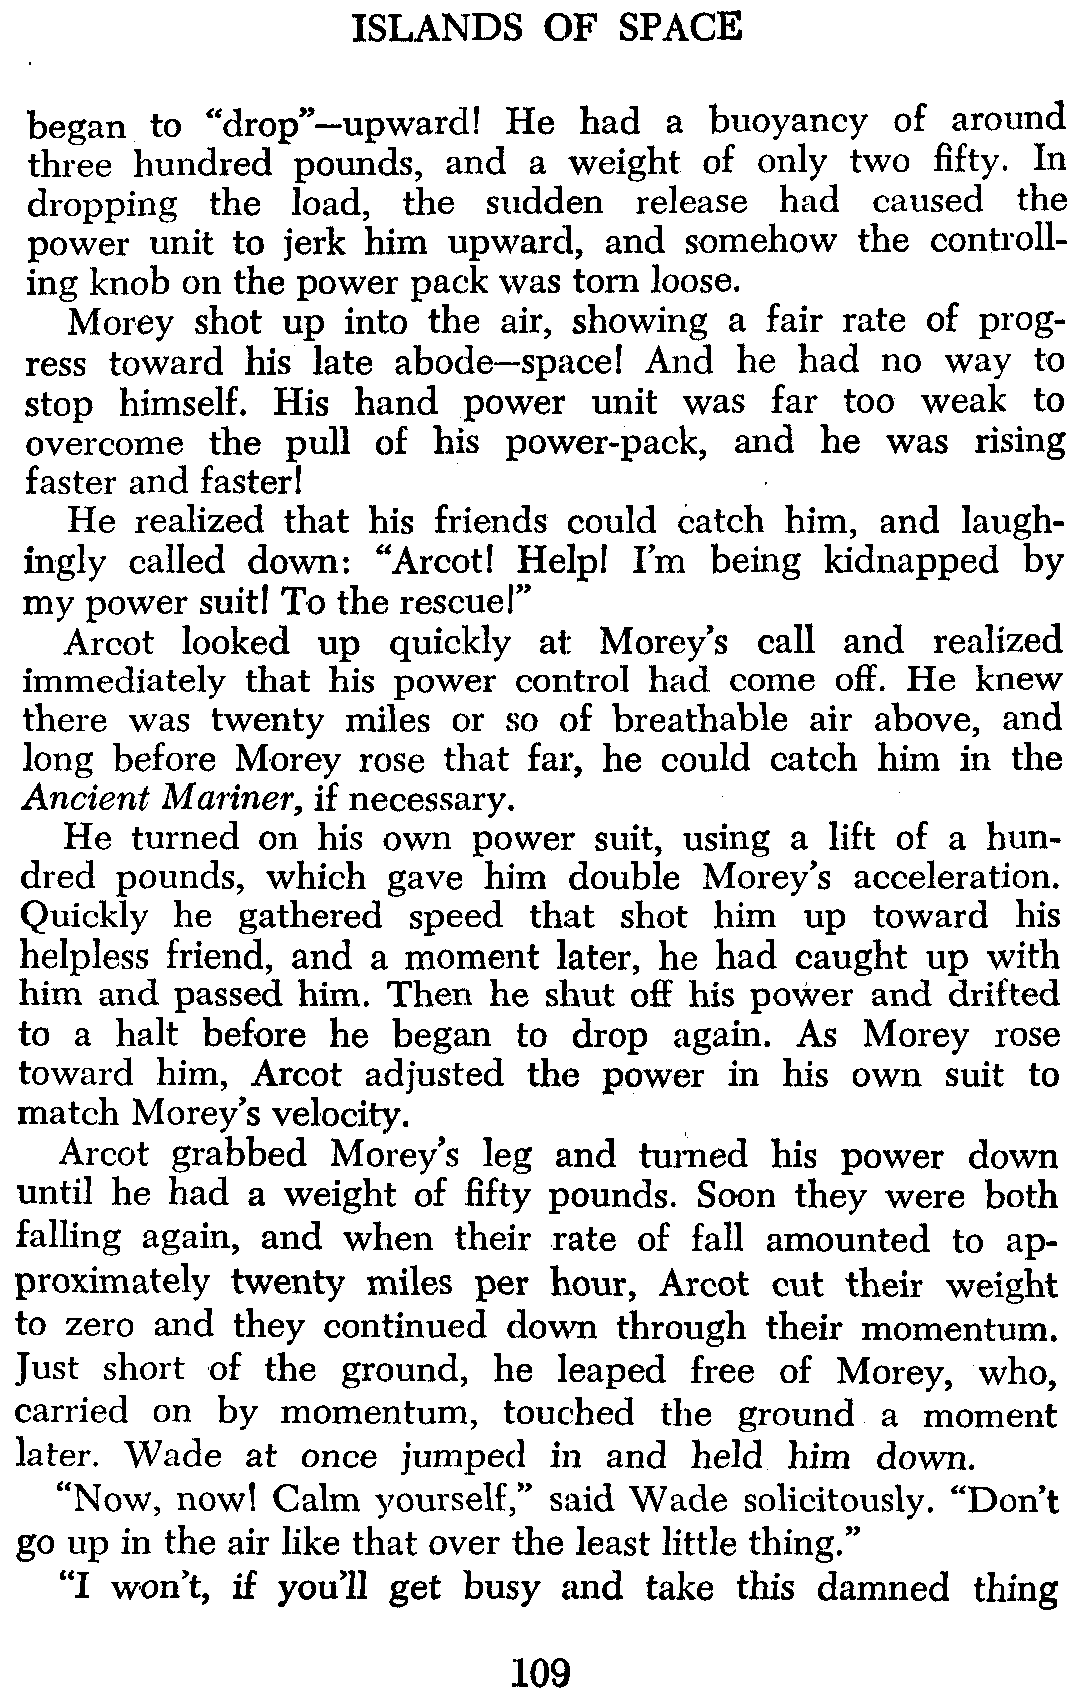 ISLANDS OF SPACE
began to “drop”—upward! He had a buoyancy of around
three hundred pounds, and a weight of only two fifty. In
dropping the load, the sudden release had caused the
power unit to jerk him upward, and somehow the controll-
ing knob on the power pack was torn loose.
Morey shot up into the air, showing a fair rate of prog-
ress toward his late abode—space! And he had no way to
stop himself. His hand power unit was far too weak to
overcome the pull of his power-pack, and he was rising
faster and faster!
He realized that his friends could catch him, and laugh-
ingly called down: “Arcot! Help! I’m being kidnapped by
my power suit! To the rescue!”
Arcot looked up quickly at Morey’s call and realized
immediately that his power control had come off. He knew
there was twenty miles or so of breathable air above, and
long before Morey rose that far, he could catch him in the
Ancient Mariner, if necessary.
He turned on his own power suit, using a lift of a hun-
dred pounds, which gave him double Morey’s acceleration.
Quickly he gathered speed that shot him up toward his
helpless friend, and a moment later, he had caught up with
him and passed him. Then he shut off his power and drifted
to a halt before he began to drop again. As Morey rose
toward him, Arcot adjusted the power in his own suit to
match Morey’s velocity.
Arcot grabbed Morey’s leg and turned his power down
until he had a weight of fifty pounds. Soon they were both
falling again, and when their rate of fall amounted to ap-
proximately twenty miles per hour, Arcot cut their weight
to zero and they continued down through their momentum.
Just short of the ground, he leaped free of Morey, who,
carried on by momentum, touched the ground a moment
later. Wade at once jumped in and held him down.
“Now, now! Calm yourself,” said Wade solicitously. “Don’t
go up in the air like that over the least little thing.”
“I won’t, if you’ll get busy and take this damned thing
109